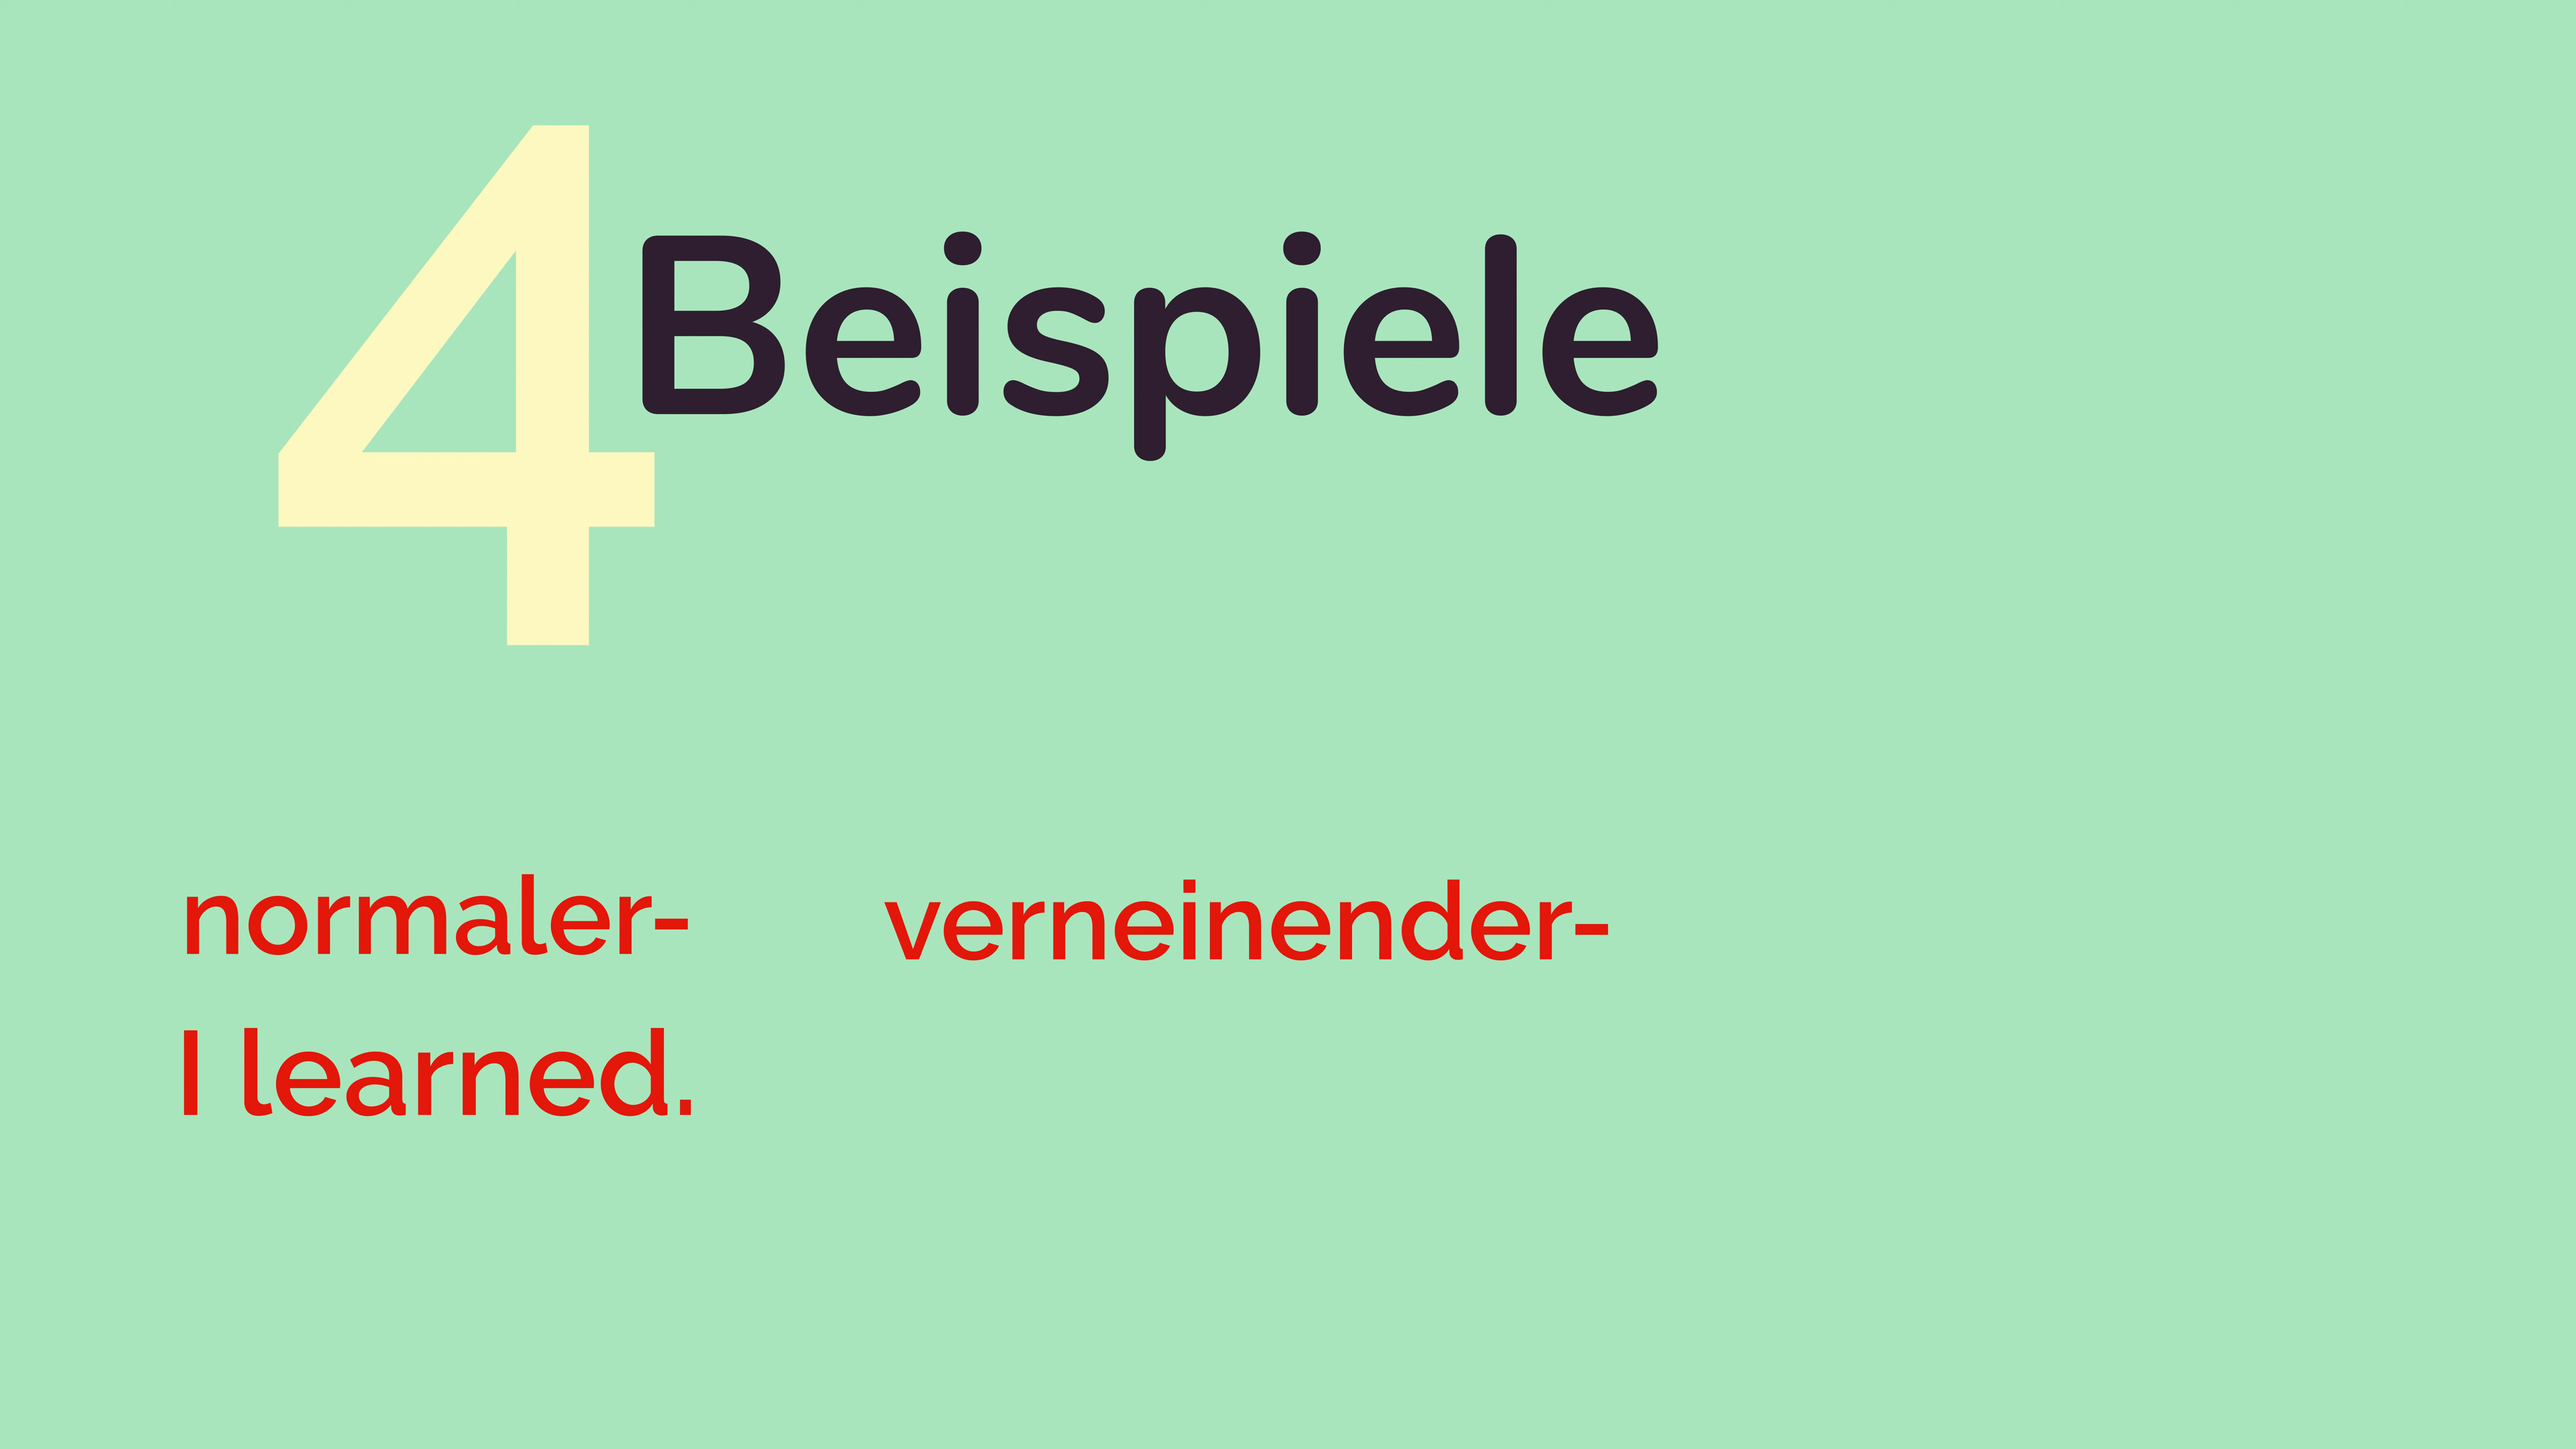 4
Beispiele
normaler-
verneinender-
I learned.